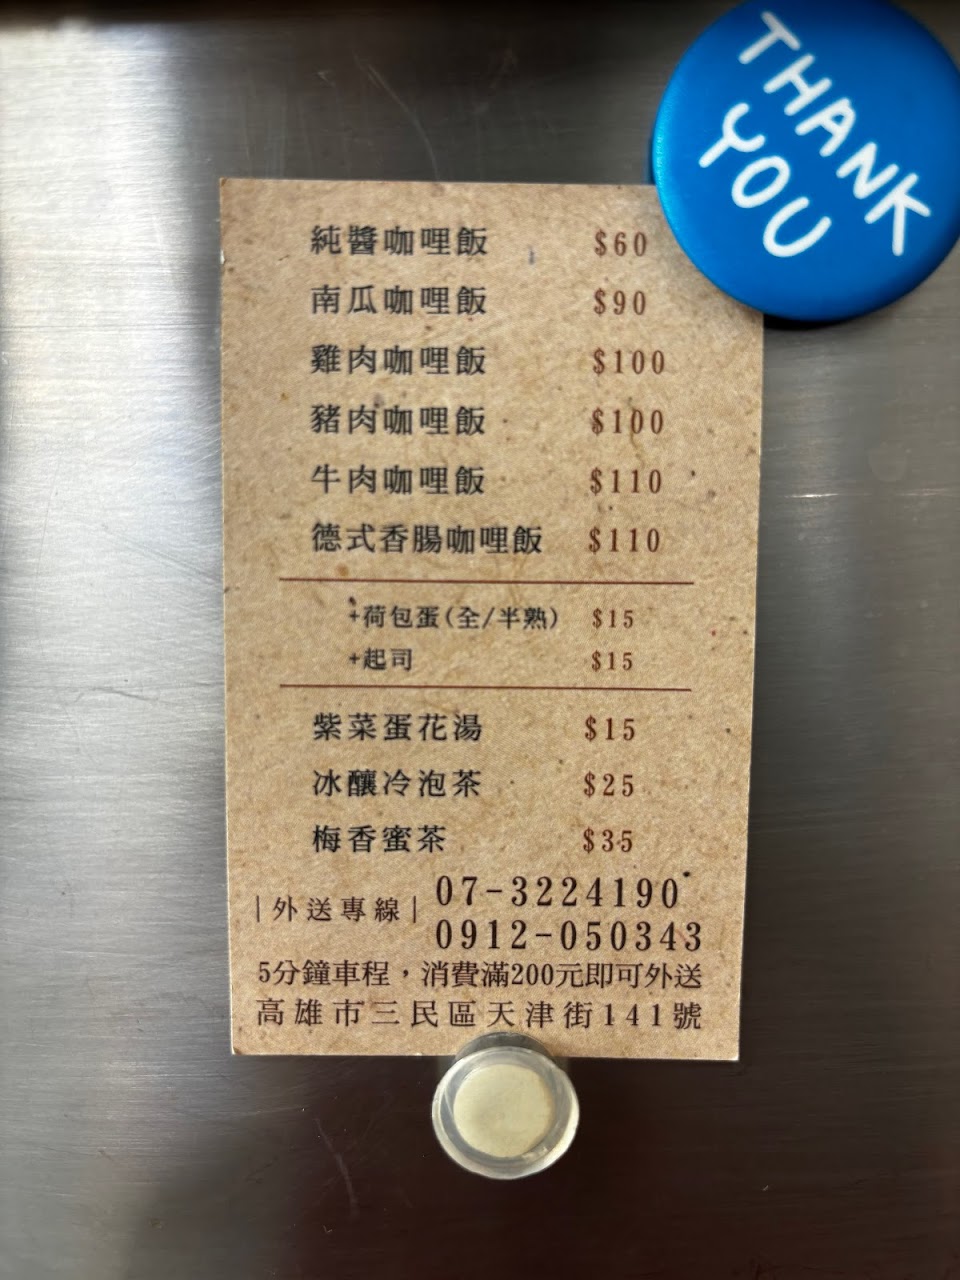 THANK
YOU
純醬咖哩飯 $60
南瓜咖哩飯 $90
雞肉咖哩飯 $100
豬肉咖哩飯 $100
牛肉咖哩飯 $110
德式香腸咖哩飯 $110
+荷包蛋(全/半熟) $15
+起司 $15
紫菜蛋花湯 $15
冰釀冷泡茶 $25
梅香蜜茶 $35
|外送專線| 07-3224190
0912-050343
5分鐘車程，消費滿200元即可外送
高雄市三民區天津街141號